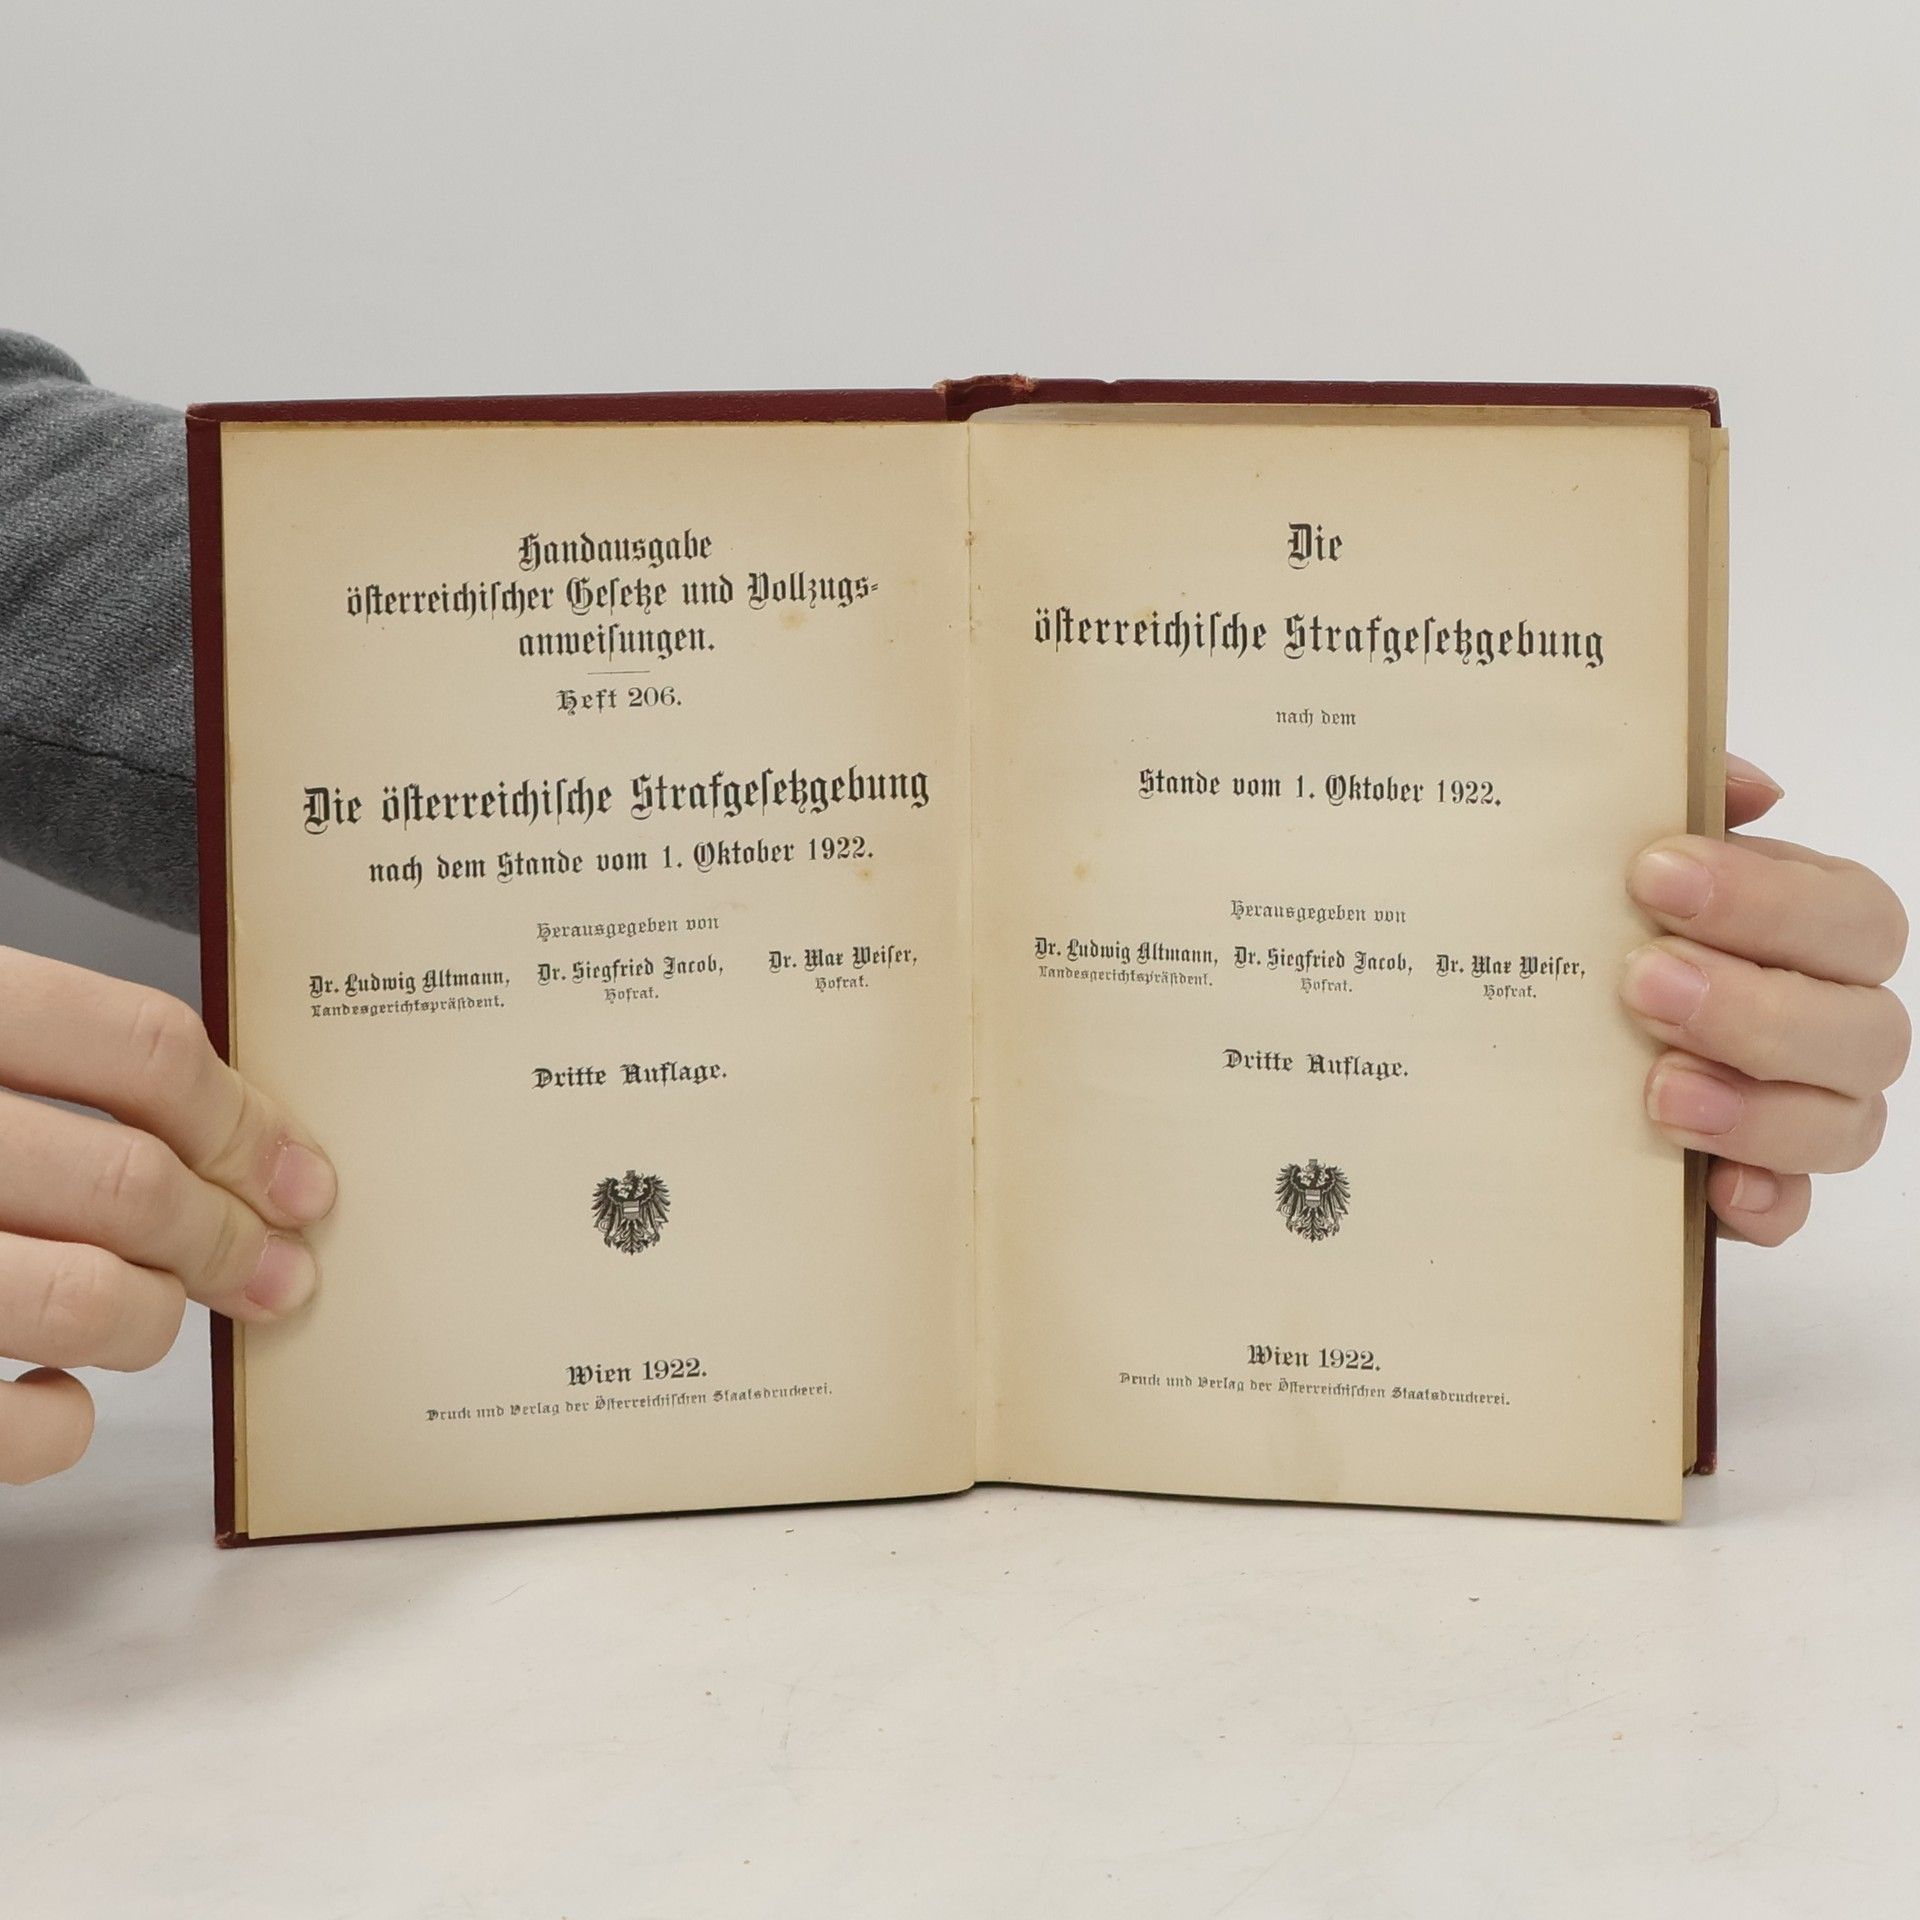 Handausgabe
öſterreichiſcher Geſetze und Vollzugs-
anweiſungen.
Heft 206.
Die öſterreichiſche Strafgeſetzgebung
nach dem Stande vom 1. Oktober 1922.
Herausgegeben von
Dr. Ludwig Altmann, Dr. Siegfried Jacob, Dr. Max Weiſer,
Landesgerichtspräſident. Hofrat. Hofrat.
Dritte Auflage.
Wien 1922.
Druck und Verlag der Öſterreichiſchen Staatsdruckerei.
Die
öſterreichiſche Strafgeſetzgebung
nach dem
Stande vom 1. Oktober 1922.
Herausgegeben von
Dr. Ludwig Altmann, Dr. Siegfried Jacob, Dr. Max Weiſer,
Landesgerichtspräſident. Hofrat. Hofrat.
Dritte Auflage.
Wien 1922.
Druck und Verlag der Öſterreichiſchen Staatsdruckerei.